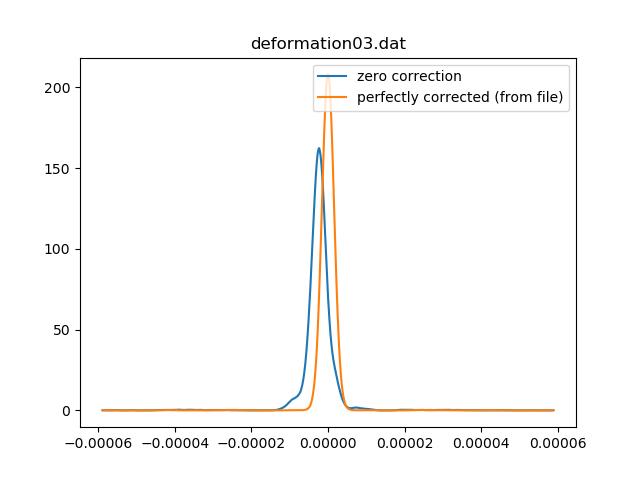 deformation03.dat
zero correction
perfectly corrected (from file)
200
150
100
50
0
−0.00006 −0.00004 −0.00002 0.00000 0.00002 0.00004 0.00006